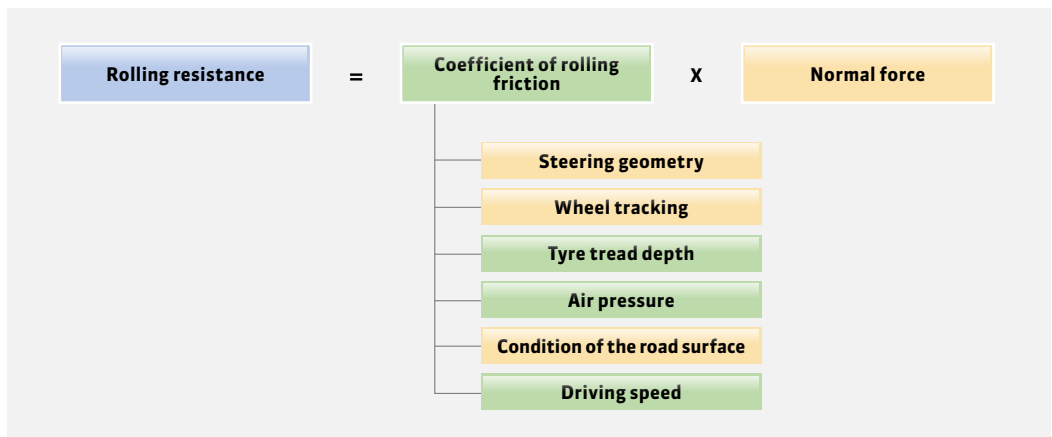 Rolling resistance
=
Coefficient of rolling
friction
X
Normal force
Steering geometry
Wheel tracking
Tyre tread depth
Air pressure
Condition of the road surface
Driving speed